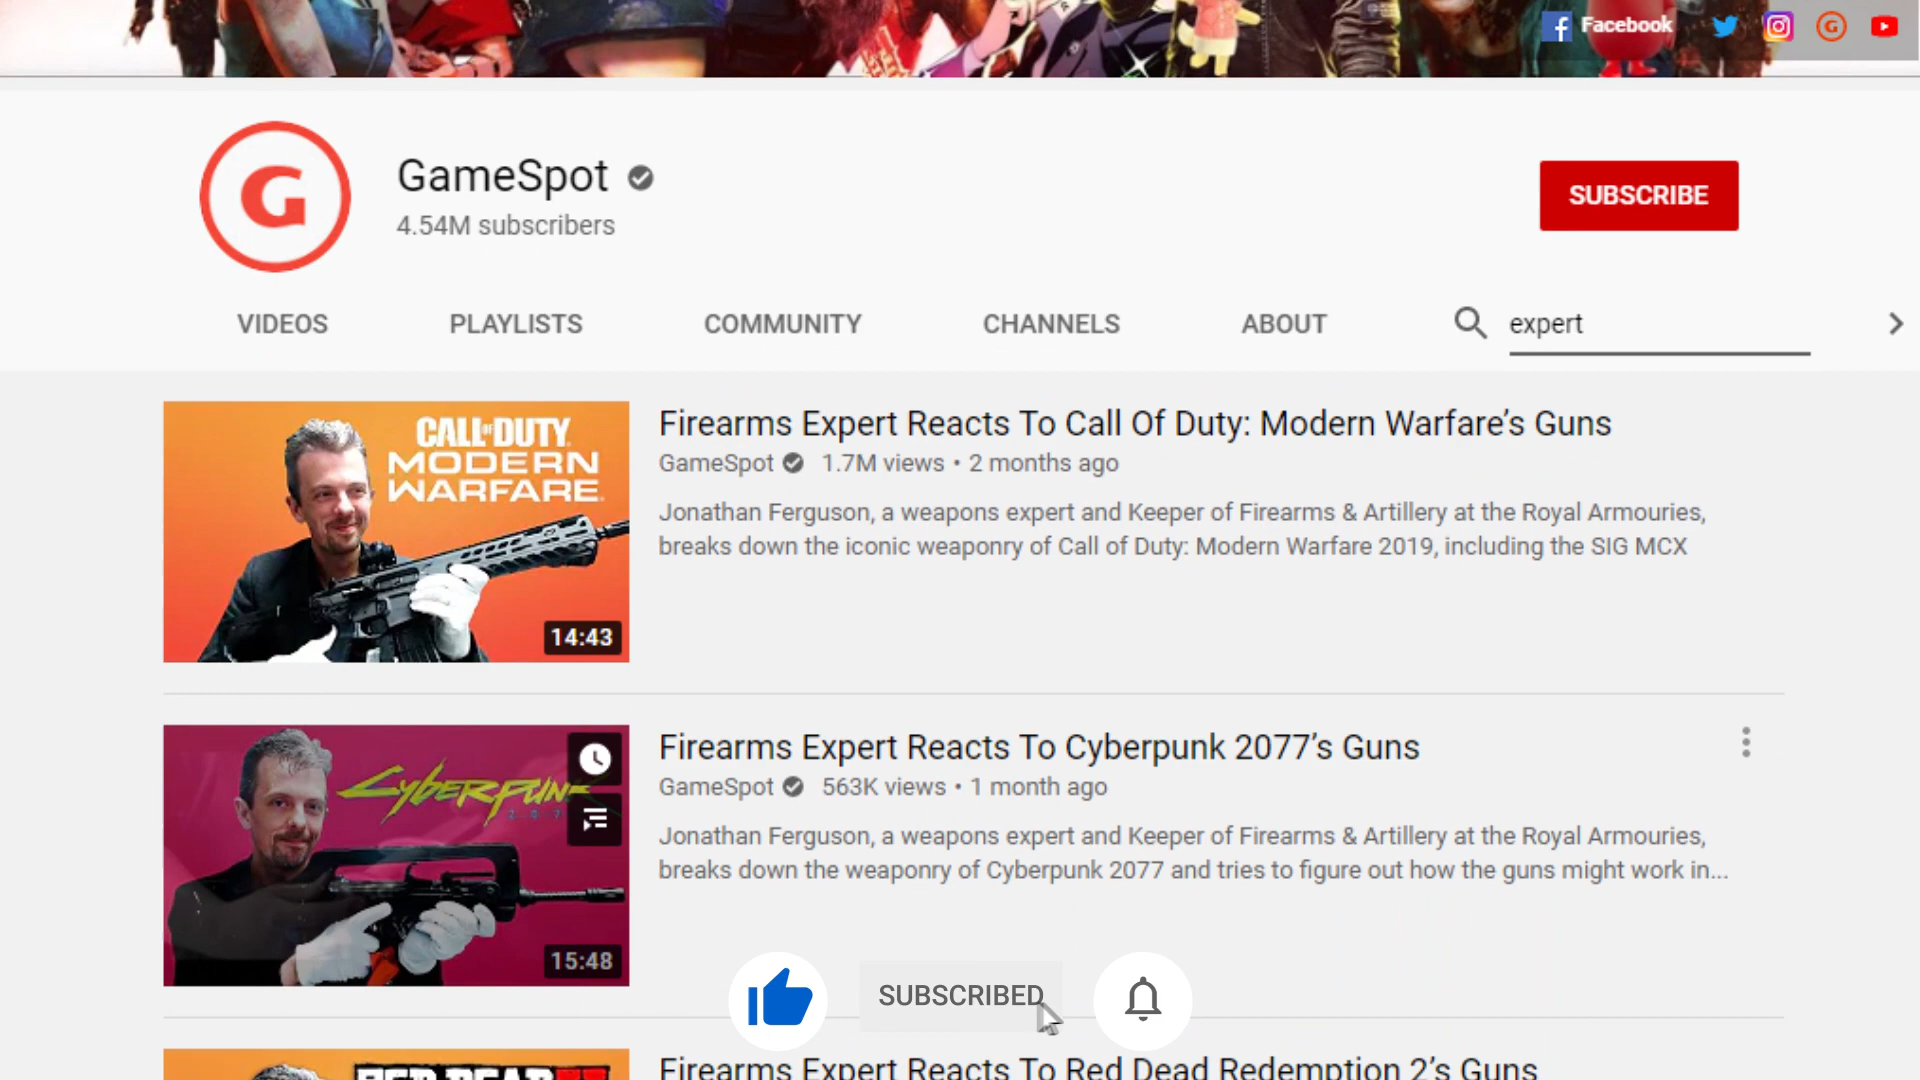 Facebook
G
GameSpot
4.54M subscribers
SUBSCRIBE
VIDEOS
PLAYLISTS
COMMUNITY
CHANNELS
ABOUT
expert
CALL OF DUTY
MODERN
WARFARE
14:43
Firearms Expert Reacts To Call Of Duty: Modern Warfare’s Guns
GameSpot 1.7M views • 2 months ago
Jonathan Ferguson, a weapons expert and Keeper of Firearms & Artillery at the Royal Armouries,
breaks down the iconic weaponry of Call of Duty: Modern Warfare 2019, including the SIG MCX
CYBERPUN
15:48
Firearms Expert Reacts To Cyberpunk 2077’s Guns
GameSpot 563K views • 1 month ago
Jonathan Ferguson, a weapons expert and Keeper of Firearms & Artillery at the Royal Armouries,
breaks down the weaponry of Cyberpunk 2077 and tries to figure out how the guns might work in...
SUBSCRIBED
RED DEAD II
Firearms Expert Reacts To Red Dead Redemption 2’s Guns